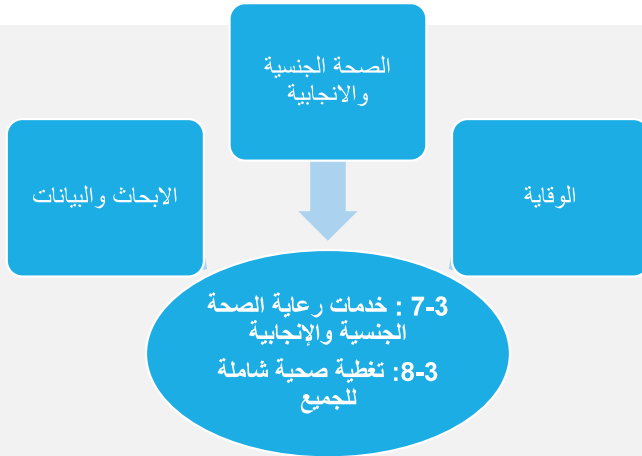 الصحة الجنسية
والانجابية
الوقاية
الابحاث والبيانات
7-3 : خدمات رعاية الصحة
الجنسية والإنجابية
8-3: تغطية صحية شاملة
للجميع